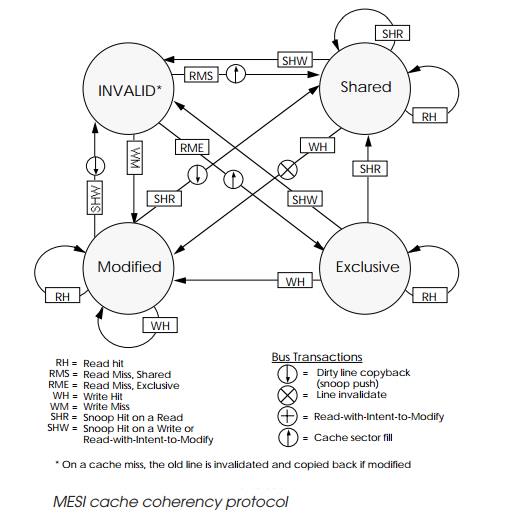 SHR
SHW
RMS
INVALID*
Shared
RH
RME
WH
WM
SHR
SHW
SHR
SHW
Modified
Exclusive
WH
RH
RH
WH
RH = Read hit
RMS = Read Miss, Shared
RME = Read Miss, Exclusive
WH = Write Hit
WM = Write Miss
SHR = Snoop Hit on a Read
SHW = Snoop Hit on a Write or
Read-with-Intent-to-Modify
Bus Transactions
= Dirty line copyback
(snoop push)
= Line invalidate
= Read-with-Intent-to-Modify
= Cache sector fill
* On a cache miss, the old line is invalidated and copied back if modified
MESI cache coherency protocol